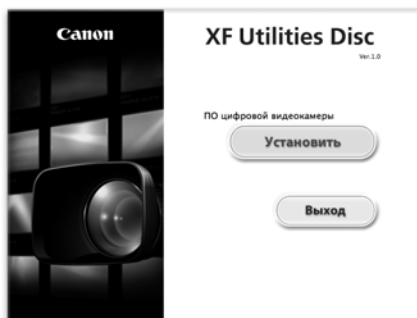 Canon
XF Utilities Disc
Ver.1.0
ПО цифровой видеокамеры
Установить
Выход